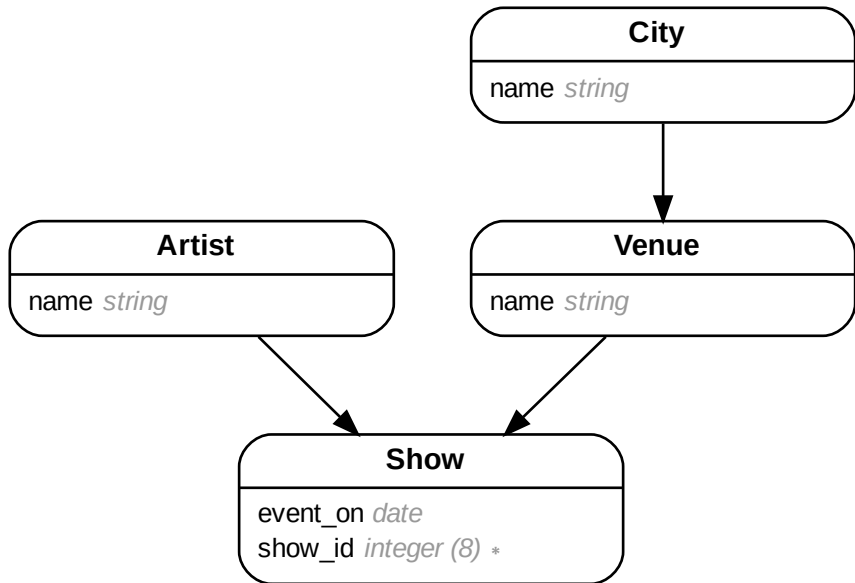 City
name string
Artist
name string
Venue
name string
Show
event_on date
show_id integer (8) *